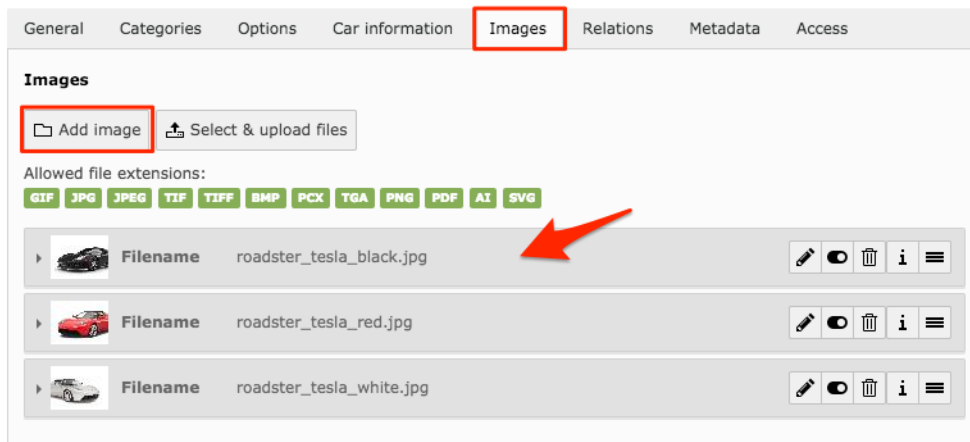 General Categories Options Car information Images Relations Metadata Access
Images
Add image Select & upload files
Allowed file extensions:
GIF JPG JPEG TIF TIFF BMP PCX TGA PNG PDF AI SVG
Filename roadster_tesla_black.jpg
Filename roadster_tesla_red.jpg
Filename roadster_tesla_white.jpg